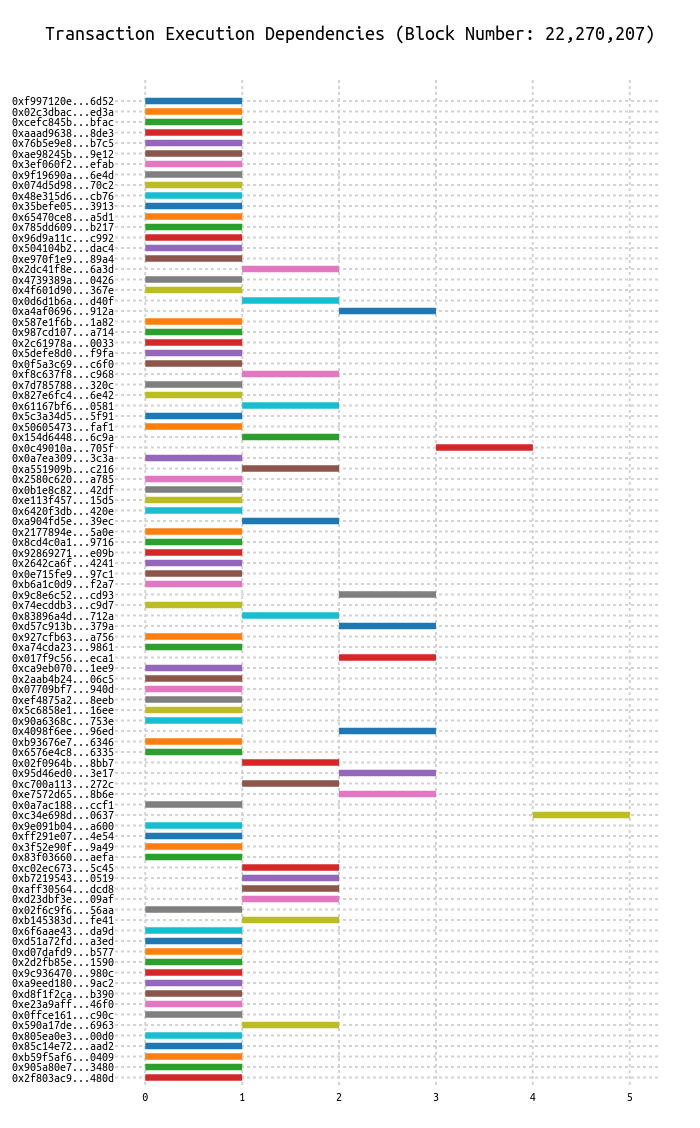 Transaction Execution Dependencies (Block Number: 22,270,207)
0xf997120e...6d52
0x02c3dbac...ed3a
0xcefc845b...bfac
0xaaad9638...8de3
0x76b5e9e8...b7c5
0xae98245b...9e12
0x3ef060f2...efab
0x9f19690a...6e4d
0x074d5d98...70c2
0x48e315d6...cb76
0x35befe05...3913
0x65470ce8...a5d1
0x785dd609...b217
0x96d9a11c...c992
0x504104b2...dac4
0xe970f1e9...89a4
0x2dc41f8e...6a3d
0x4739389a...0426
0x4f601d90...367e
0x0d6d1b6a...d40f
0xa4af0696...912a
0x587e1f6b...1a82
0x987cd107...a714
0x2c61978a...0033
0x5defe8d0...f9fa
0x0f5a3c69...c6f0
0xf8c637f8...c968
0x7d785788...320c
0x827e6fc4...6e42
0x61167bf6...0581
0x5c3a34d5...5f91
0x50605473...faf1
0x154d6448...6c9a
0x0c49010a...705f
0x0a7ea309...3c3a
0xa551909b...c216
0x2580c620...a785
0x0b1e8c82...42df
0xe113f457...15d5
0x6420f3db...420e
0xa904fd5e...39ec
0x2177894e...5a0e
0x8cd4c0a1...9716
0x92869271...e09b
0x2642ca6f...4241
0x0e715fe9...97c1
0xb6a1c0d9...f2a7
0x9c8e6c52...cd93
0x74ecddb3...c9d7
0x83896a4d...712a
0xd57c913b...379a
0x927cfb63...a756
0xa74cda23...9861
0x017f9c56...eca1
0xca9eb070...1ee9
0x2aab4b24...06c5
0x07709bf7...940d
0xef4875a2...8eeb
0x5c6858e1...16ee
0x90a6368c...753e
0x4098f6ee...96ed
0xb93676e7...6346
0x6576e4c8...6335
0x02f0964b...8bb7
0x95d46ed0...3e17
0xc700a113...272c
0xe7572d65...8b6e
0x0a7ac188...ccf1
0xc34e698d...0637
0x9e091b04...a600
0xff291e07...4e54
0x3f52e90f...9a49
0x83f03660...aefa
0xc02ec673...5c45
0xb7219543...0519
0xaff30564...dcd8
0xd23dbf3e...09af
0x02f6c9f6...56aa
0xb145383d...fe41
0x6f6aae43...da9d
0xd51a72fd...a3ed
0xd07dafd9...b577
0x2d2fb85e...1590
0x9c936470...980c
0xa9eed180...9ac2
0xd8f1f2ca...b390
0xe23a9aff...46f0
0x0ffce161...c90c
0x590a17de...6963
0x805ea0e3...00d0
0x85c14e72...aad2
0xb59f5af6...0409
0x905a80e7...3480
0x2f803ac9...480d
0 1 2 3 4 5